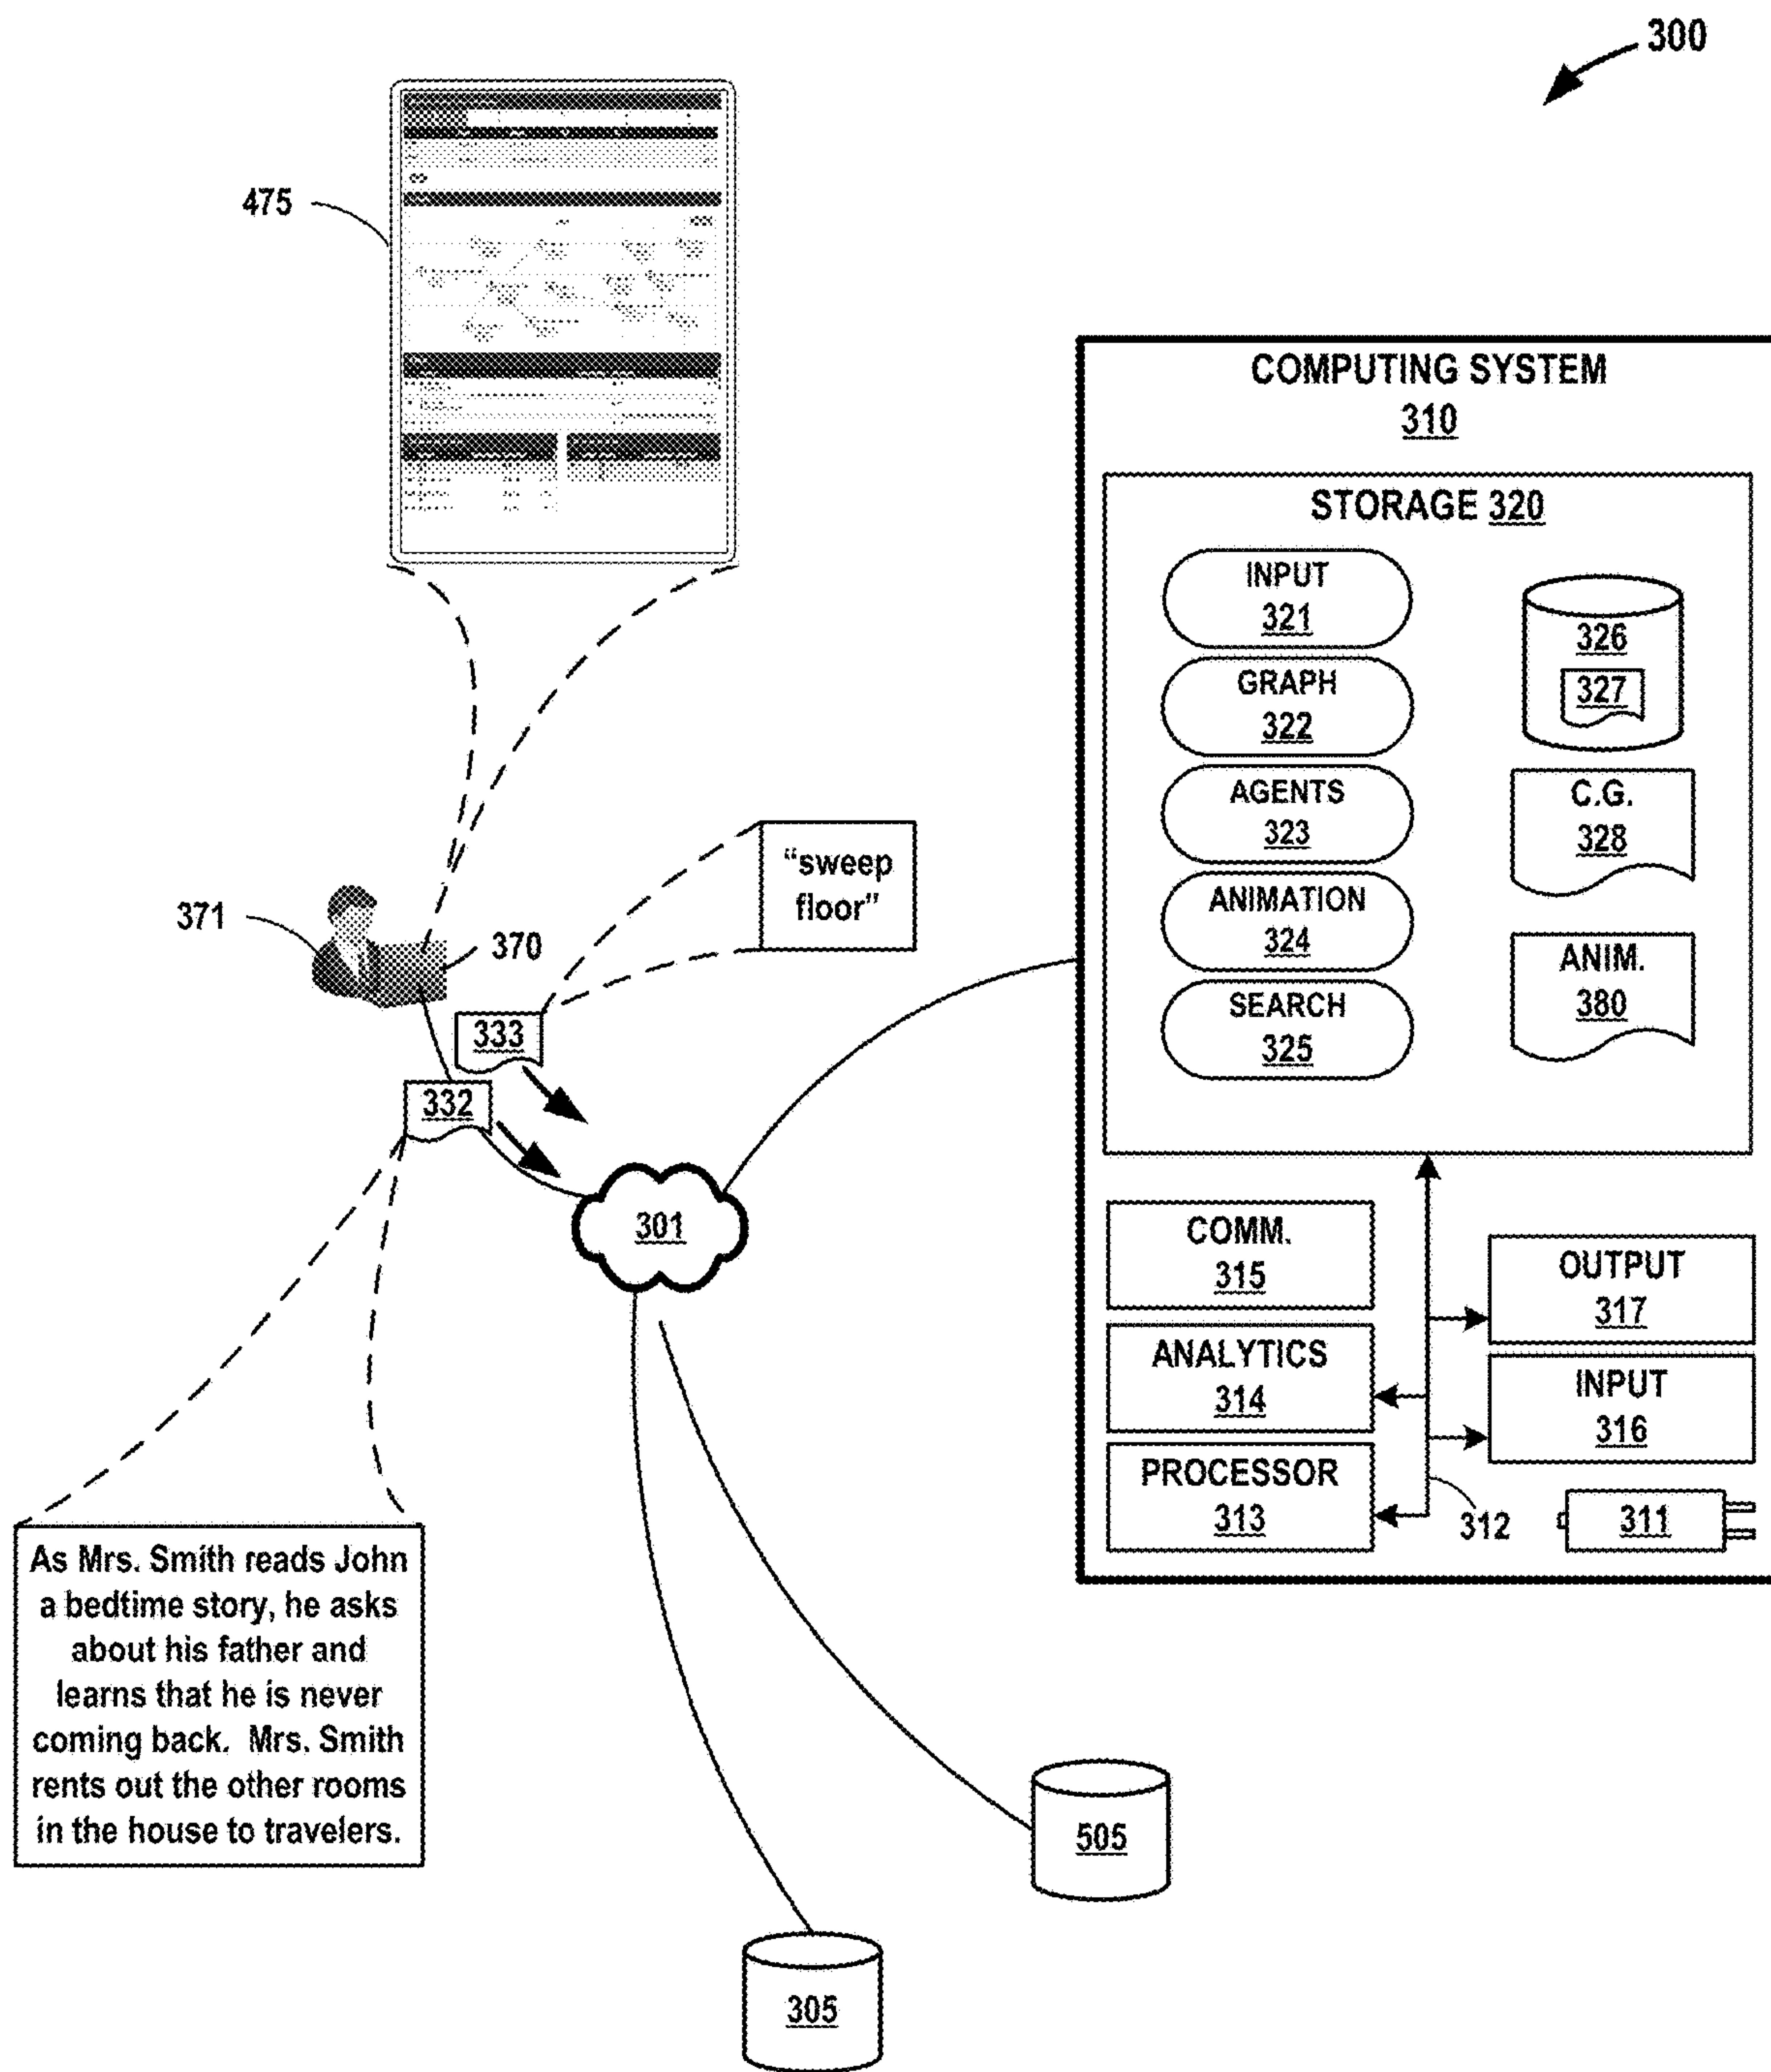 300
475
COMPUTING SYSTEM
310
STORAGE 320
INPUT
321
GRAPH
322
AGENTS
323
ANIMATION
324
SEARCH
325
326
327
C.G.
328
ANIM.
380
“sweep
floor”
371
370
333
332
301
COMM.
315
ANALYTICS
314
PROCESSOR
313
OUTPUT
317
INPUT
316
312
311
As Mrs. Smith reads John
a bedtime story, he asks
about his father and
learns that he is never
coming back.  Mrs. Smith
rents out the other rooms
in the house to travelers.
505
305